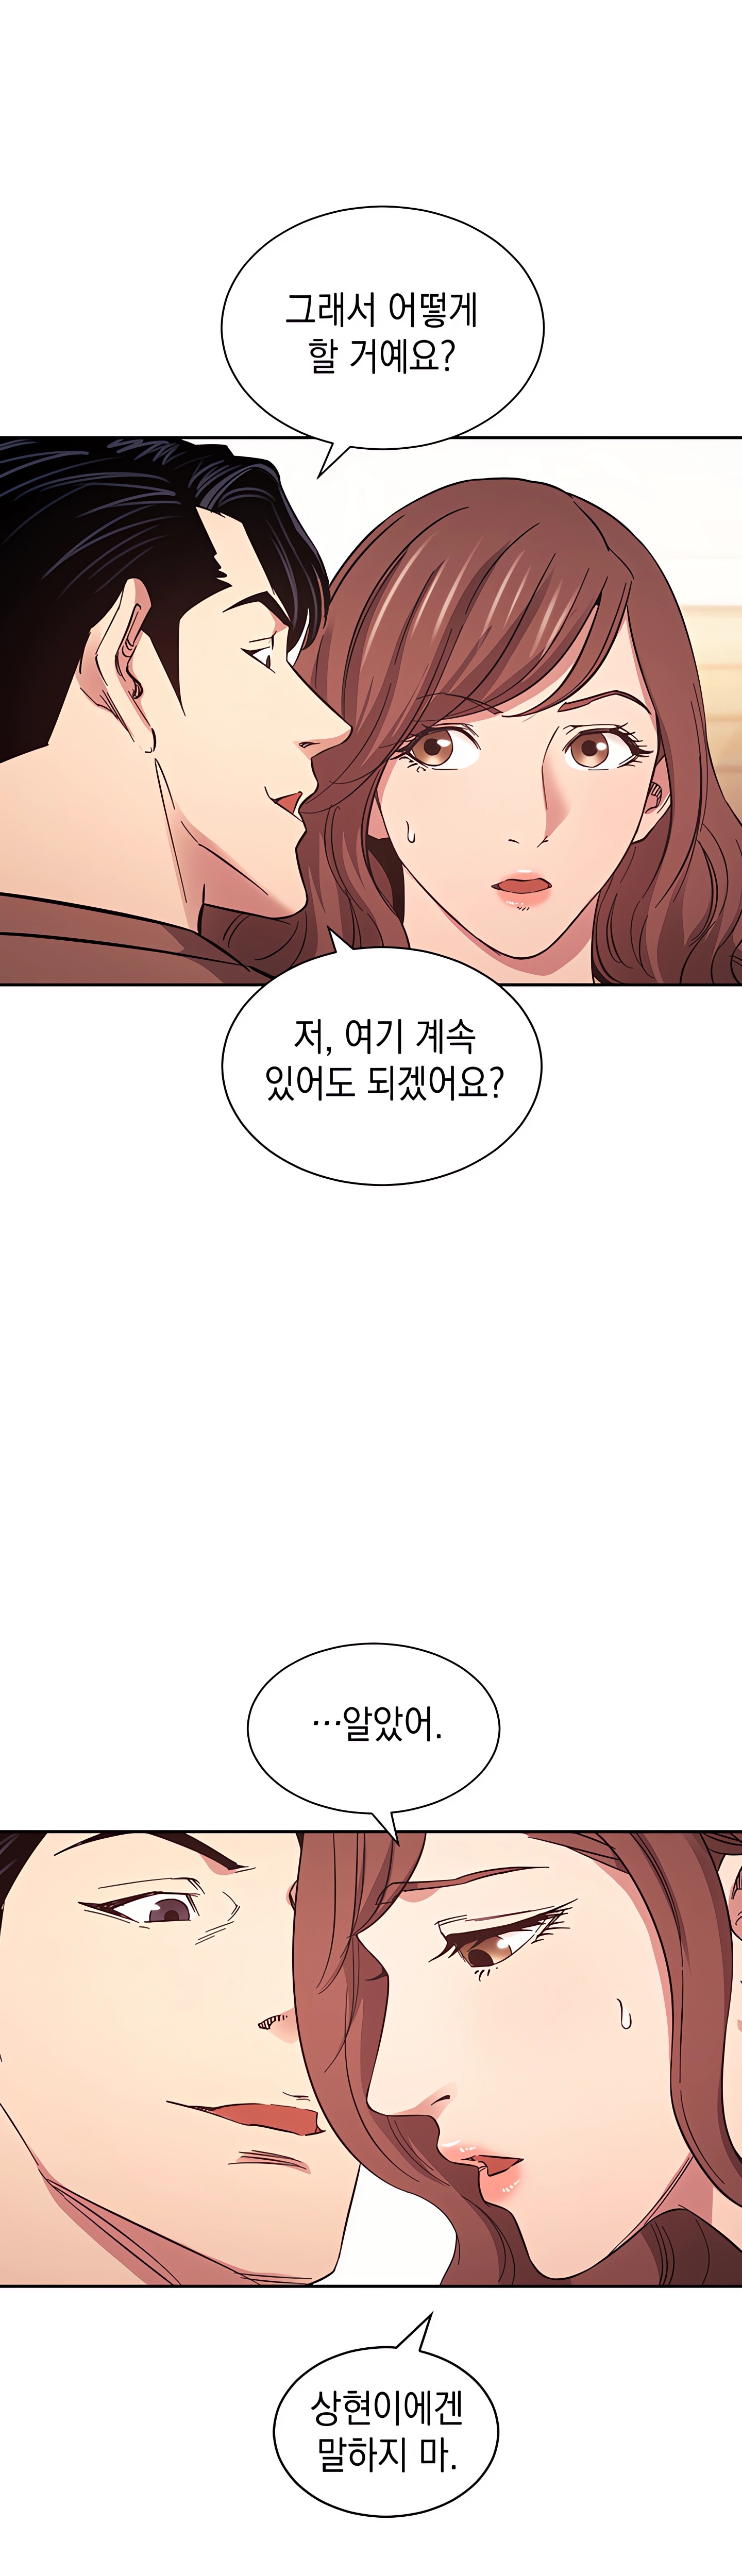 그래서 어떻게
할 거예요?
저, 여기 계속
있어도 되겠어요?
…알았어.
상현이에겐
말하지 마.